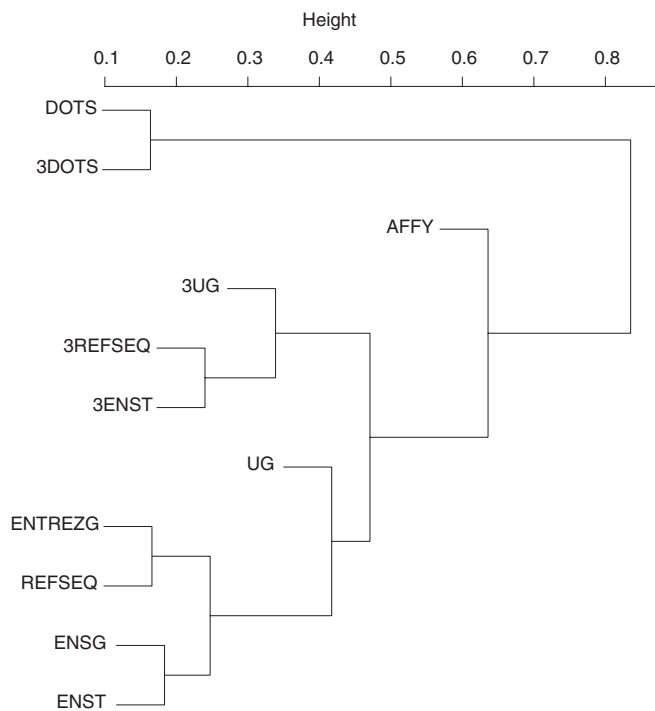 Height
0.1 0.2 0.3 0.4 0.5 0.6 0.7 0.8
DOTS
3DOTS
AFFY
3UG
3REFSEQ
3ENST
UG
ENTREZG
REFSEQ
ENSG
ENST